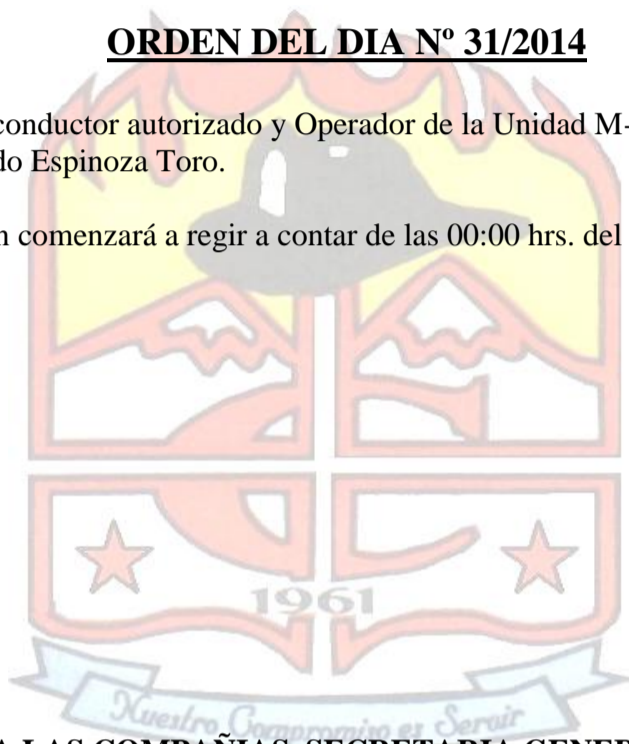 ORDEN DEL DIA Nº 31/2014
conductor autorizado y Operador de la Unidad M-
do Espinoza Toro.
n comenzará a regir a contar de las 00:00 hrs. del
1961
Nuestro Compromiso es Servir
A LAS COMPAÑIAS, SECRETARIA GENER